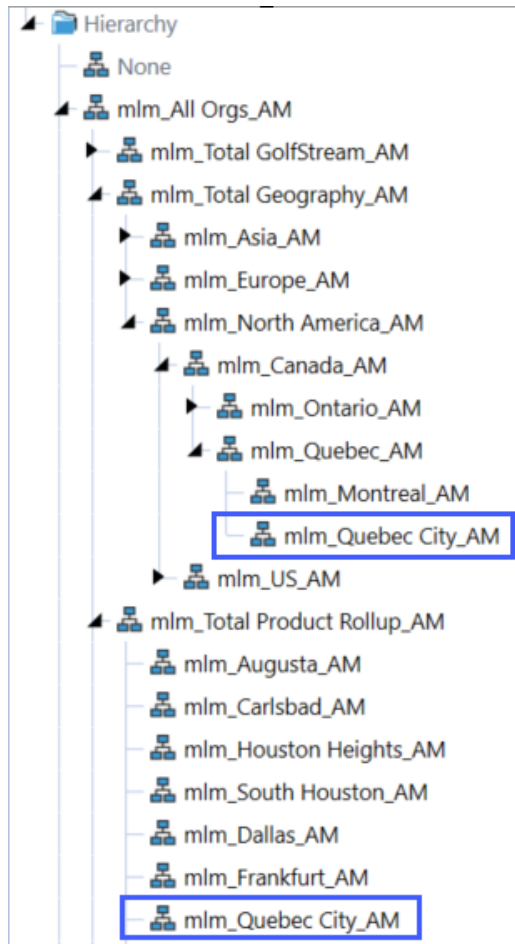 Hierarchy
None
mlm_All Orgs_AM
mlm_Total GolfStream_AM
mlm_Total Geography_AM
mlm_Asia_AM
mlm_Europe_AM
mlm_North America_AM
mlm_Canada_AM
mlm_Ontario_AM
mlm_Quebec_AM
mlm_Montreal_AM
mlm_Quebec City_AM
mlm_US_AM
mlm_Total Product Rollup_AM
mlm_Augusta_AM
mlm_Carlsbad_AM
mlm_Houston Heights_AM
mlm_South Houston_AM
mlm_Dallas_AM
mlm_Frankfurt_AM
mlm_Quebec City_AM